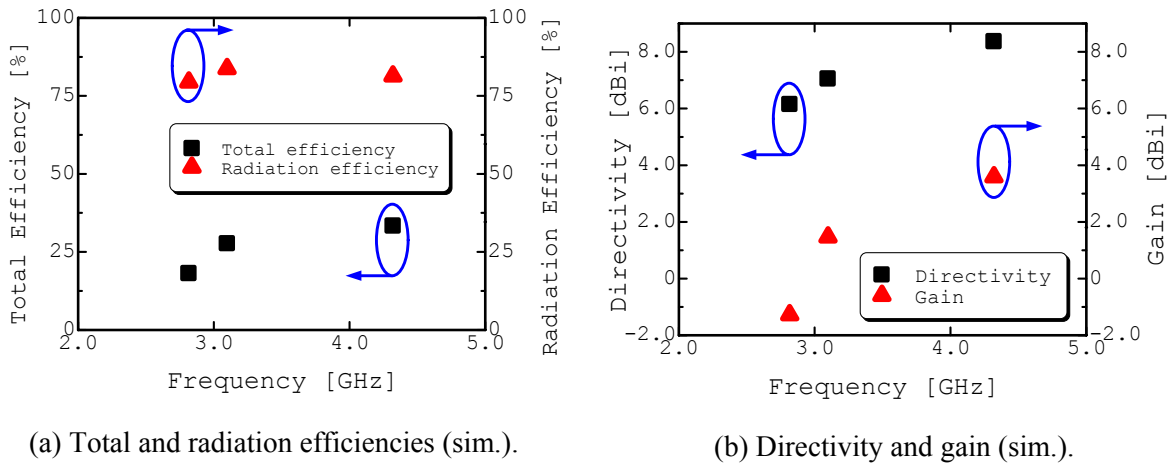 Total Efficiency [%]
100
75
50
25
0
Total efficiency
Radiation efficiency
2.0 3.0 4.0 5.0
Frequency [GHz]
100
75
50
25
0
Radiation Efficiency [%]
(a) Total and radiation efficiencies (sim.).
Directivity [dBi]
8.0
6.0
4.0
2.0
0
−2.0
Directivity
Gain
2.0 3.0 4.0 5.0
Frequency [GHz]
8.0
6.0
4.0
2.0
0
−2.0
Gain [dBi]
(b) Directivity and gain (sim.).